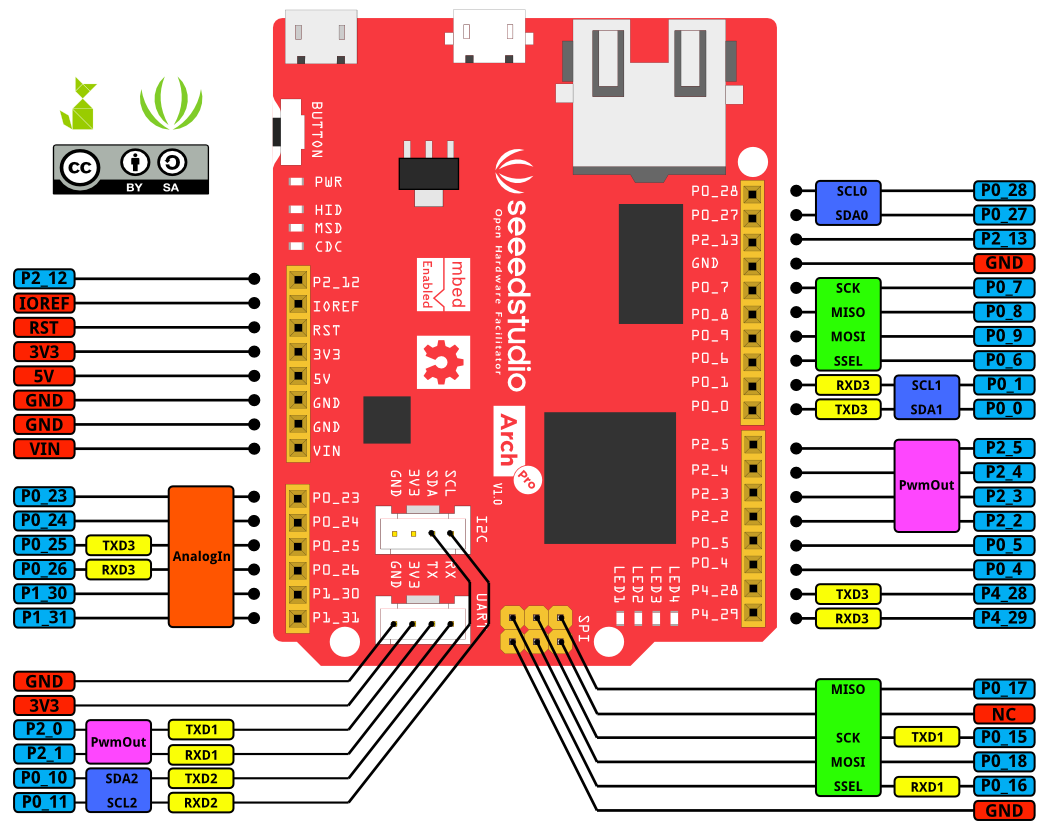 cc
BY SA
P2_12
IOREF
RST
3V3
5V
GND
GND
VIN
P0_23
P0_24
P0_25 TXD3
P0_26 RXD3
P1_30
P1_31
AnalogIn
GND
3V3
P2_0 TXD1
P2_1 RXD1
PwmOut
P0_10 SDA2 TXD2
P0_11 SCL2 RXD2
BUTTON
PWR
HID
MSD
CDC
P2_12
IOREF
RST
3V3
5V
GND
GND
VIN
P0_23
P0_24
P0_25
P0_26
P1_30
P1_31
mbed
Enabled
seeedstudio
Open Hardware Facilitator
Arch
Pro
V1.0
GND 3V3 SDA SCL
I2C
GND 3V3 TX RX
UART
SPI
LED1 LED2 LED3 LED4
P0_28
P0_27
P2_13
GND
P0_7
P0_8
P0_9
P0_6
P0_1
P0_0
P2_5
P2_4
P2_3
P2_2
P0_5
P0_4
P4_28
P4_29
SCL0 P0_28
SDA0 P0_27
P2_13
GND
SCK P0_7
MISO P0_8
MOSI P0_9
SSEL P0_6
RXD3 SCL1 P0_1
TXD3 SDA1 P0_0
P2_5
P2_4
PwmOut
P2_3
P2_2
P0_5
P0_4
TXD3 P4_28
RXD3 P4_29
MISO P0_17
NC
SCK TXD1 P0_15
MOSI P0_18
SSEL RXD1 P0_16
GND